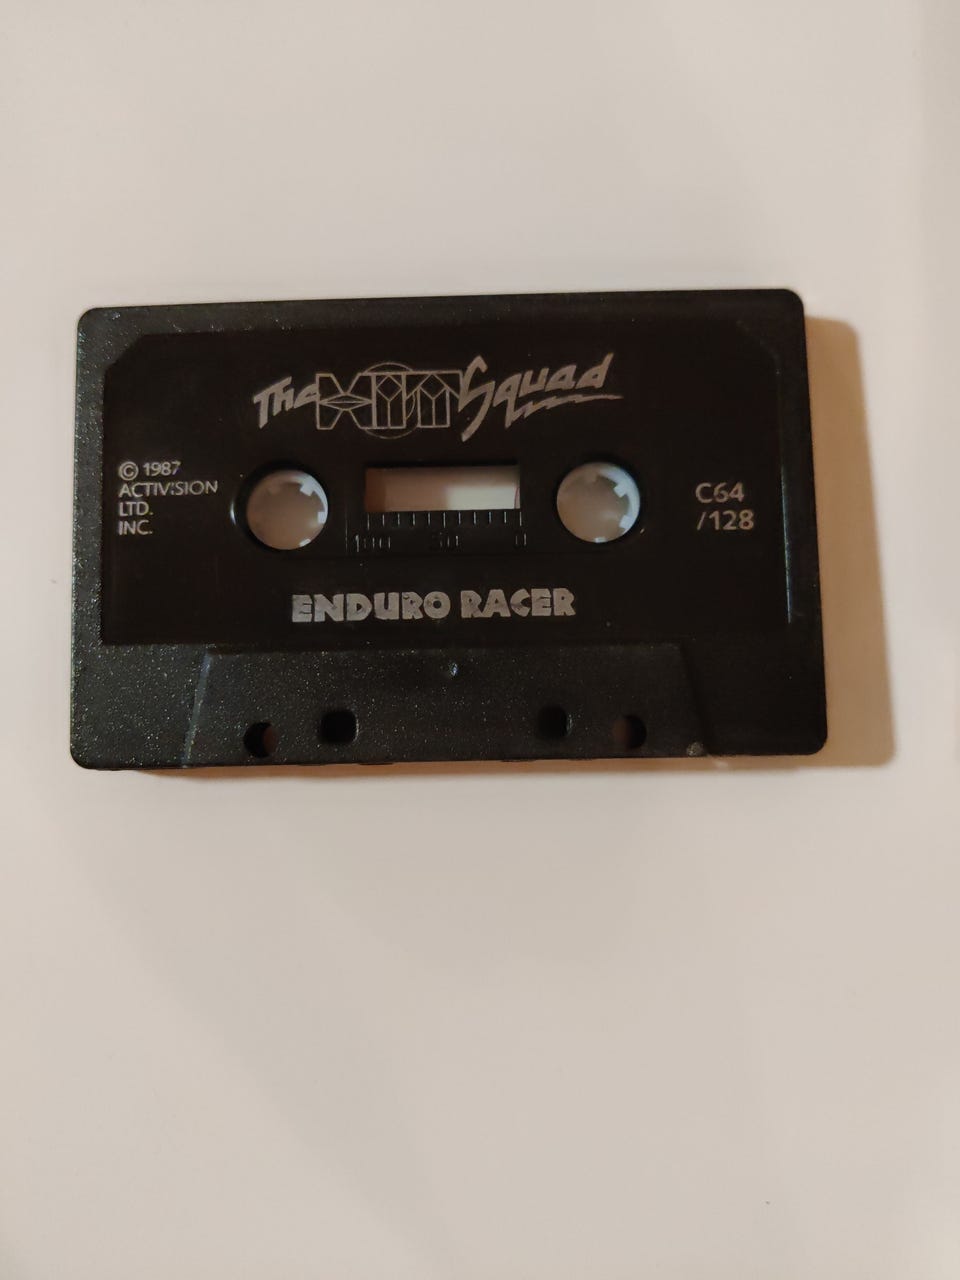 The Hit Squad
© 1987
ACTIVISION
LTD.
INC.
C64
/128
100 50 0
ENDURO RACER